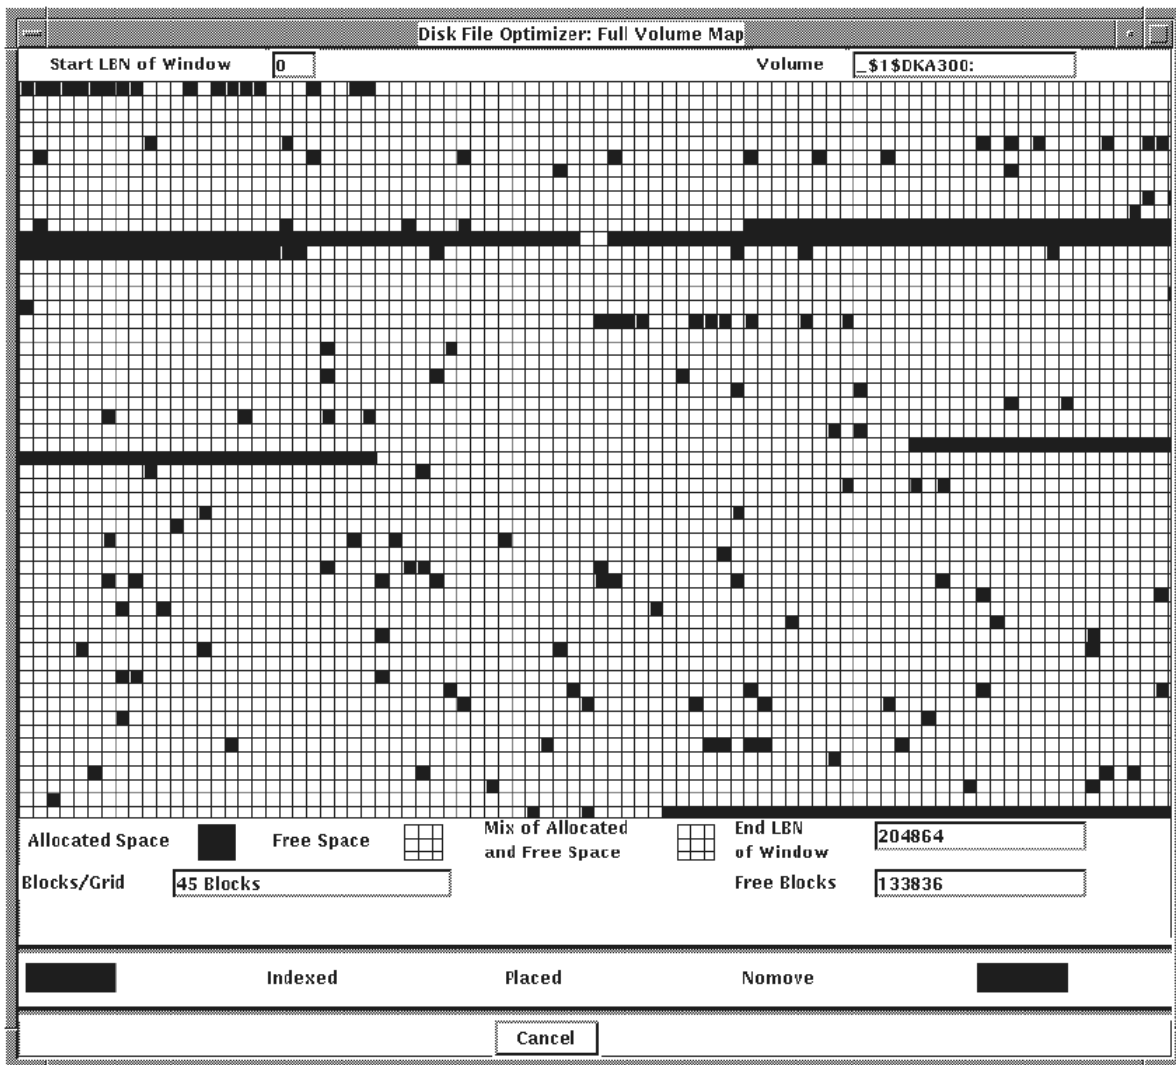 Disk File Optimizer: Full Volume Map
Start LBN of Window 0 Volume _$1$DKA300:
Allocated Space Free Space Mix of Allocated and Free Space End LBN of Window 204864
Blocks/Grid 45 Blocks Free Blocks 133836
Indexed Placed Nomove
Cancel